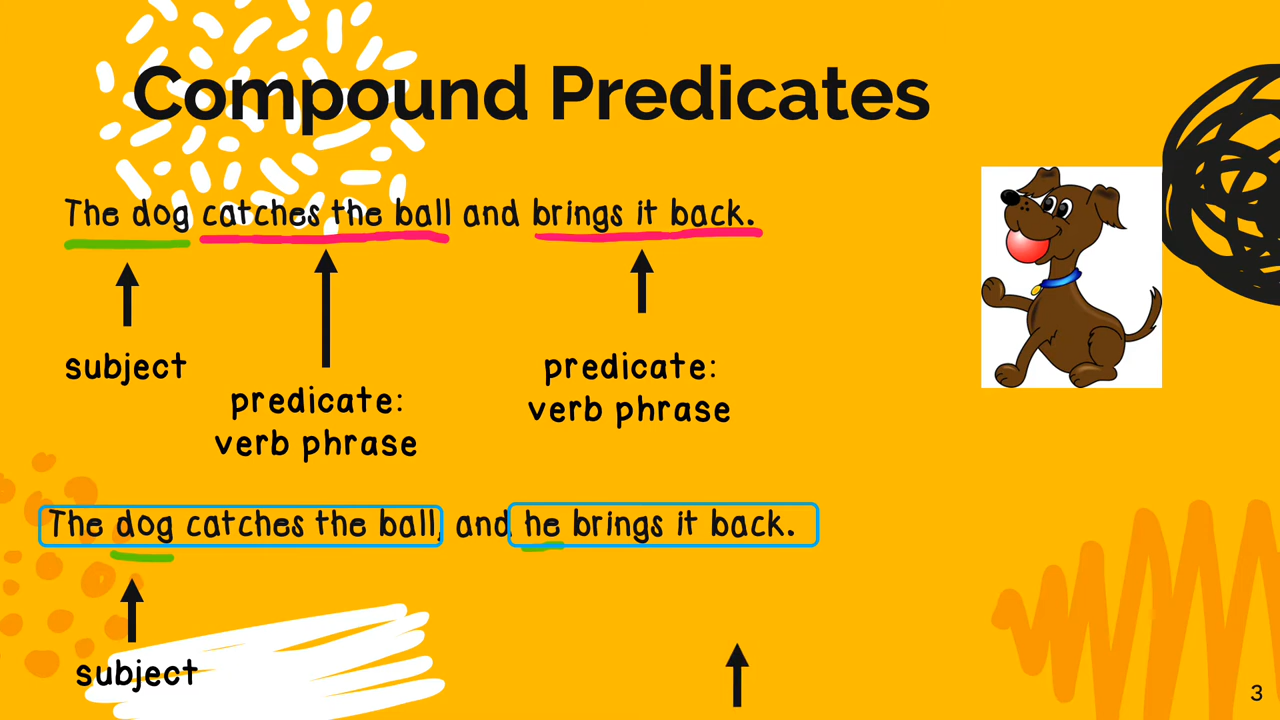 Compound Predicates
The dog catches the ball and brings it back.
subject
predicate:
verb phrase
predicate:
verb phrase
The dog catches the ball, and he brings it back.
subject
3